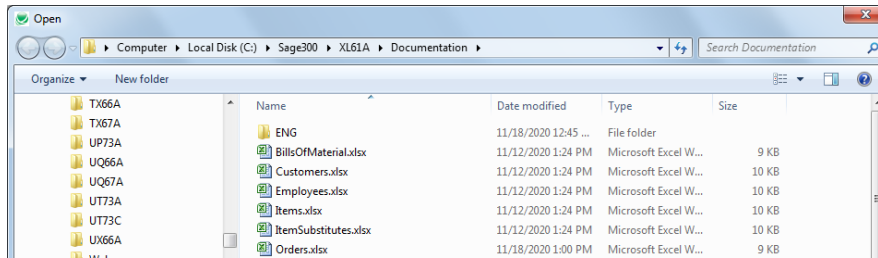 Open
Computer Local Disk (C:) Sage300 XL61A Documentation Search Documentation
Organize New folder
TX66A
TX67A
UP73A
UQ66A
UQ67A
UT73A
UT73C
UX66A
Name Date modified Type Size
ENG 11/18/2020 12:45 ... File folder
BillsOfMaterial.xlsx 11/12/2020 1:24 PM Microsoft Excel W... 9 KB
Customers.xlsx 11/12/2020 1:24 PM Microsoft Excel W... 10 KB
Employees.xlsx 11/12/2020 1:24 PM Microsoft Excel W... 10 KB
Items.xlsx 11/12/2020 1:24 PM Microsoft Excel W... 10 KB
ItemSubstitutes.xlsx 11/12/2020 1:24 PM Microsoft Excel W... 10 KB
Orders.xlsx 11/18/2020 1:00 PM Microsoft Excel W... 9 KB